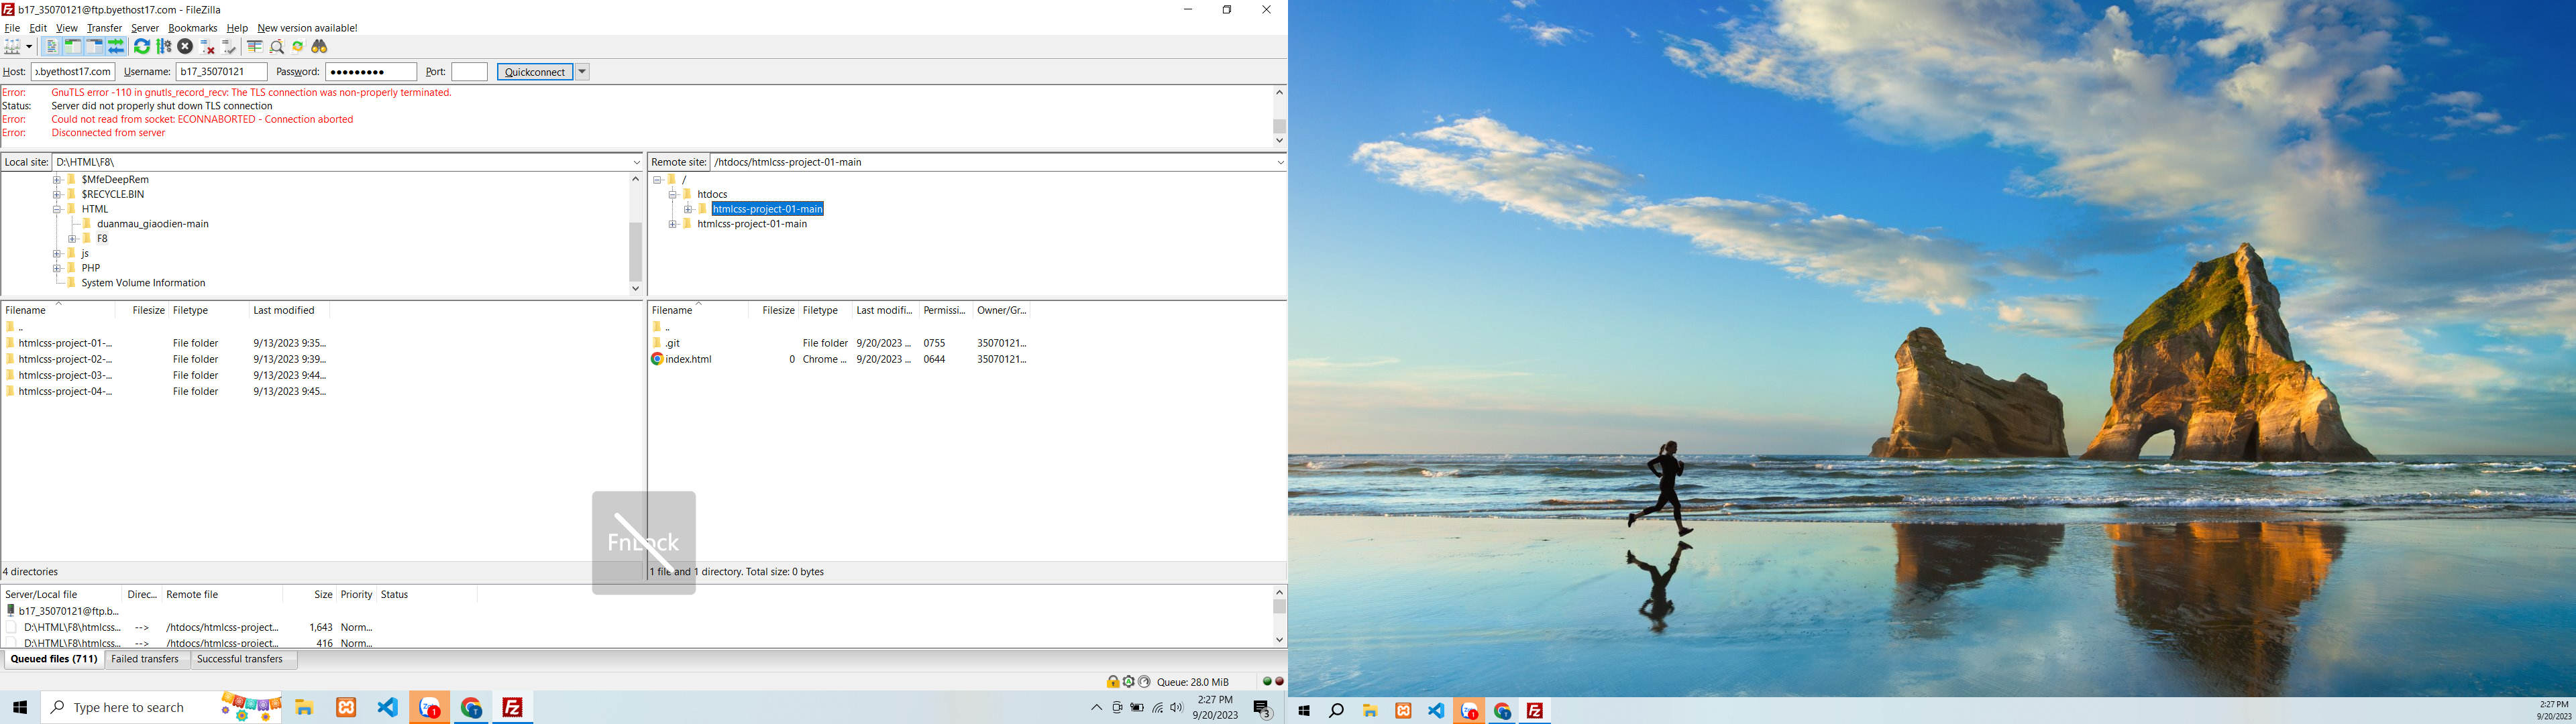 b17_35070121@ftp.byethost17.com - FileZilla
File Edit View Transfer Server Bookmarks Help New version available!
Host: o.byethost17.com Username: b17_35070121 Password: ●●●●●●●●● Port: Quickconnect
Error: GnuTLS error -110 in gnutls_record_recv: The TLS connection was non-properly terminated.
Status: Server did not properly shut down TLS connection
Error: Could not read from socket: ECONNABORTED - Connection aborted
Error: Disconnected from server
Local site: D:\HTML\F8\
$MfeDeepRem
$RECYCLE.BIN
HTML
duanmau_giaodien-main
F8
js
PHP
System Volume Information
Remote site: /htdocs/htmlcss-project-01-main
/
htdocs
htmlcss-project-01-main
htmlcss-project-01-main
Filename Filesize Filetype Last modified
..
htmlcss-project-01-... File folder 9/13/2023 9:35...
htmlcss-project-02-... File folder 9/13/2023 9:39...
htmlcss-project-03-... File folder 9/13/2023 9:44...
htmlcss-project-04-... File folder 9/13/2023 9:45...
4 directories
Filename Filesize Filetype Last modifi... Permissi... Owner/Gr...
..
.git File folder 9/20/2023 ... 0755 35070121...
index.html 0 Chrome ... 9/20/2023 ... 0644 35070121...
1 file and 1 directory. Total size: 0 bytes
FnLock
Server/Local file Direc... Remote file Size Priority Status
b17_35070121@ftp.b...
D:\HTML\F8\htmlcss... --> /htdocs/htmlcss-project... 1,643 Norm...
D:\HTML\F8\htmlcss... --> /htdocs/htmlcss-project... 416 Norm...
Queued files (711) Failed transfers Successful transfers
Queue: 28.0 MiB
Type here to search
2:27 PM
9/20/2023
3
2:27 PM
9/20/2023